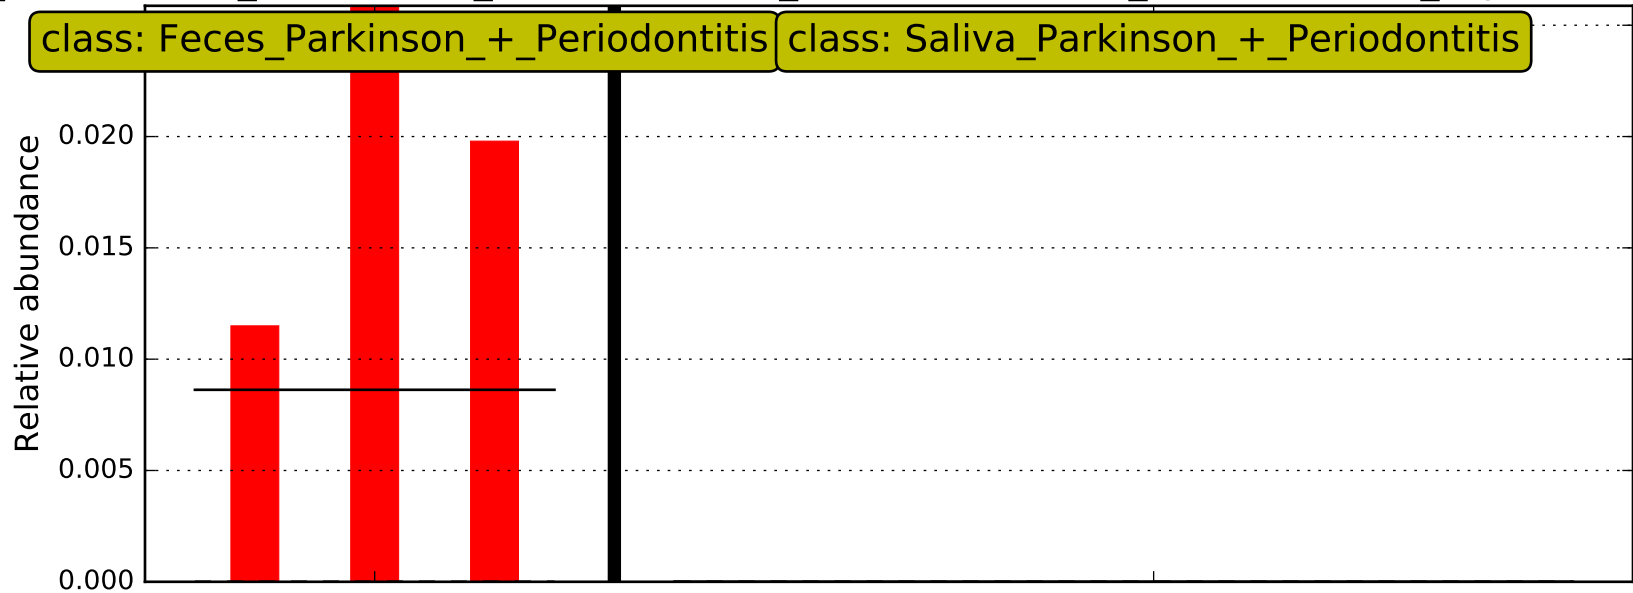 class: Feces_Parkinson_+_Periodontitis
class: Saliva_Parkinson_+_Periodontitis
Relative abundance
0.020
0.015
0.010
0.005
0.000